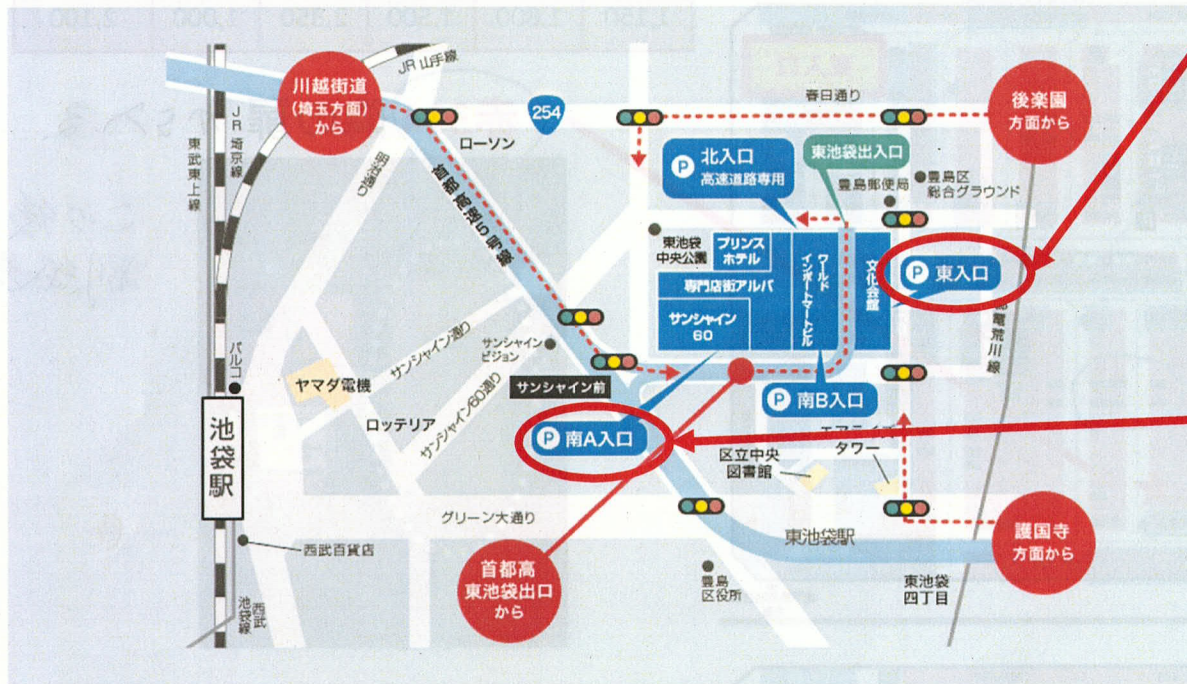 川越街道
(埼玉方面)
から
JR山手線
254
春日通り
後楽園
方面から
JR埼京線
東武東上線
明治通り
ローソン
首都高速5号線
P 北入口
高速道路専用
東池袋出入口
豊島郵便局
豊島区
総合グラウンド
東池袋
中央公園
プリンス
ホテル
専門店街アルパ
サンシャイン
60
ワールド
インポートマートビル
文化会館
P 東入口
都電荒川線
パルコ
ヤマダ電機
サンシャイン通り
サンシャイン
ビジョン
サンシャイン前
ロッテリア
サンシャイン60通り
P 南A入口
P 南B入口
エアライズ
タワー
区立中央
図書館
池袋駅
グリーン大通り
東池袋駅
護国寺
方面から
西武百貨店
首都高
東池袋出口
から
豊島
区役所
東池袋
四丁目
西武
池袋線